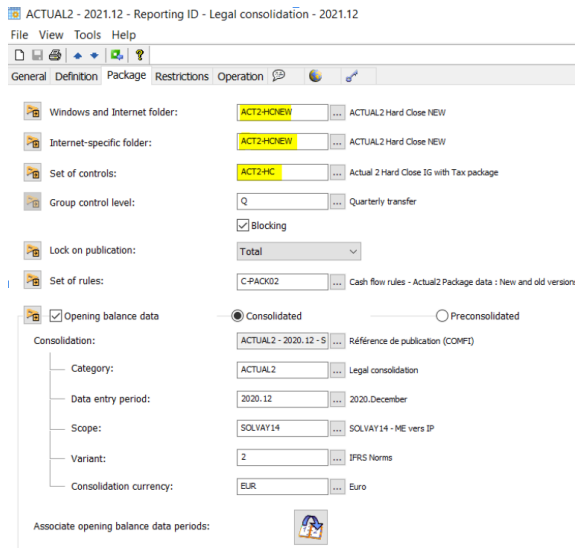 ACTUAL2 - 2021.12 - Reporting ID - Legal consolidation - 2021.12
File View Tools Help
General Definition Package Restrictions Operation
Windows and Internet folder: ACT2-HCNEW ... ACTUAL2 Hard Close NEW
Internet-specific folder: ACT2-HCNEW ... ACTUAL2 Hard Close NEW
Set of controls: ACT2-HC ... Actual 2 Hard Close IG with Tax package
Group control level: Q ... Quarterly transfer
Blocking
Lock on publication: Total
Set of rules: C-PACK02 ... Cash flow rules - Actual2 Package data : New and old versions
Opening balance data Consolidated Preconsolidated
Consolidation: ACTUAL2 - 2020.12 - S ... Référence de publication (COMFI)
Category: ACTUAL2 ... Legal consolidation
Data entry period: 2020.12 ... 2020.December
Scope: SOLVAY14 ... SOLVAY14 - ME vers IP
Variant: 2 ... IFRS Norms
Consolidation currency: EUR ... Euro
Associate opening balance data periods: